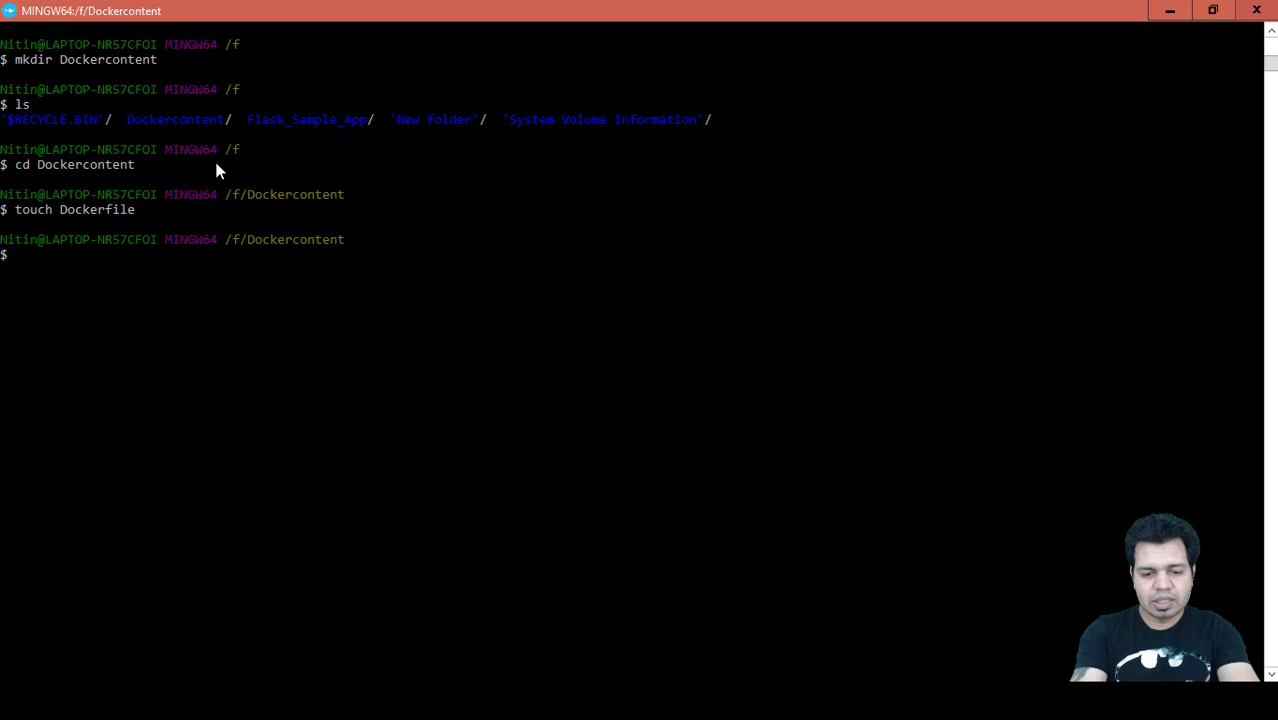 MINGW64:/f/Dockercontent
Nitin@LAPTOP-NR57CFOI MINGW64 /f
$ mkdir Dockercontent
Nitin@LAPTOP-NR57CFOI MINGW64 /f
$ ls
'$RECYCLE.BIN'/  Dockercontent/  Flask_Sample_App/  'New folder'/  'System Volume Information'/
Nitin@LAPTOP-NR57CFOI MINGW64 /f
$ cd Dockercontent
Nitin@LAPTOP-NR57CFOI MINGW64 /f/Dockercontent
$ touch Dockerfile
Nitin@LAPTOP-NR57CFOI MINGW64 /f/Dockercontent
$